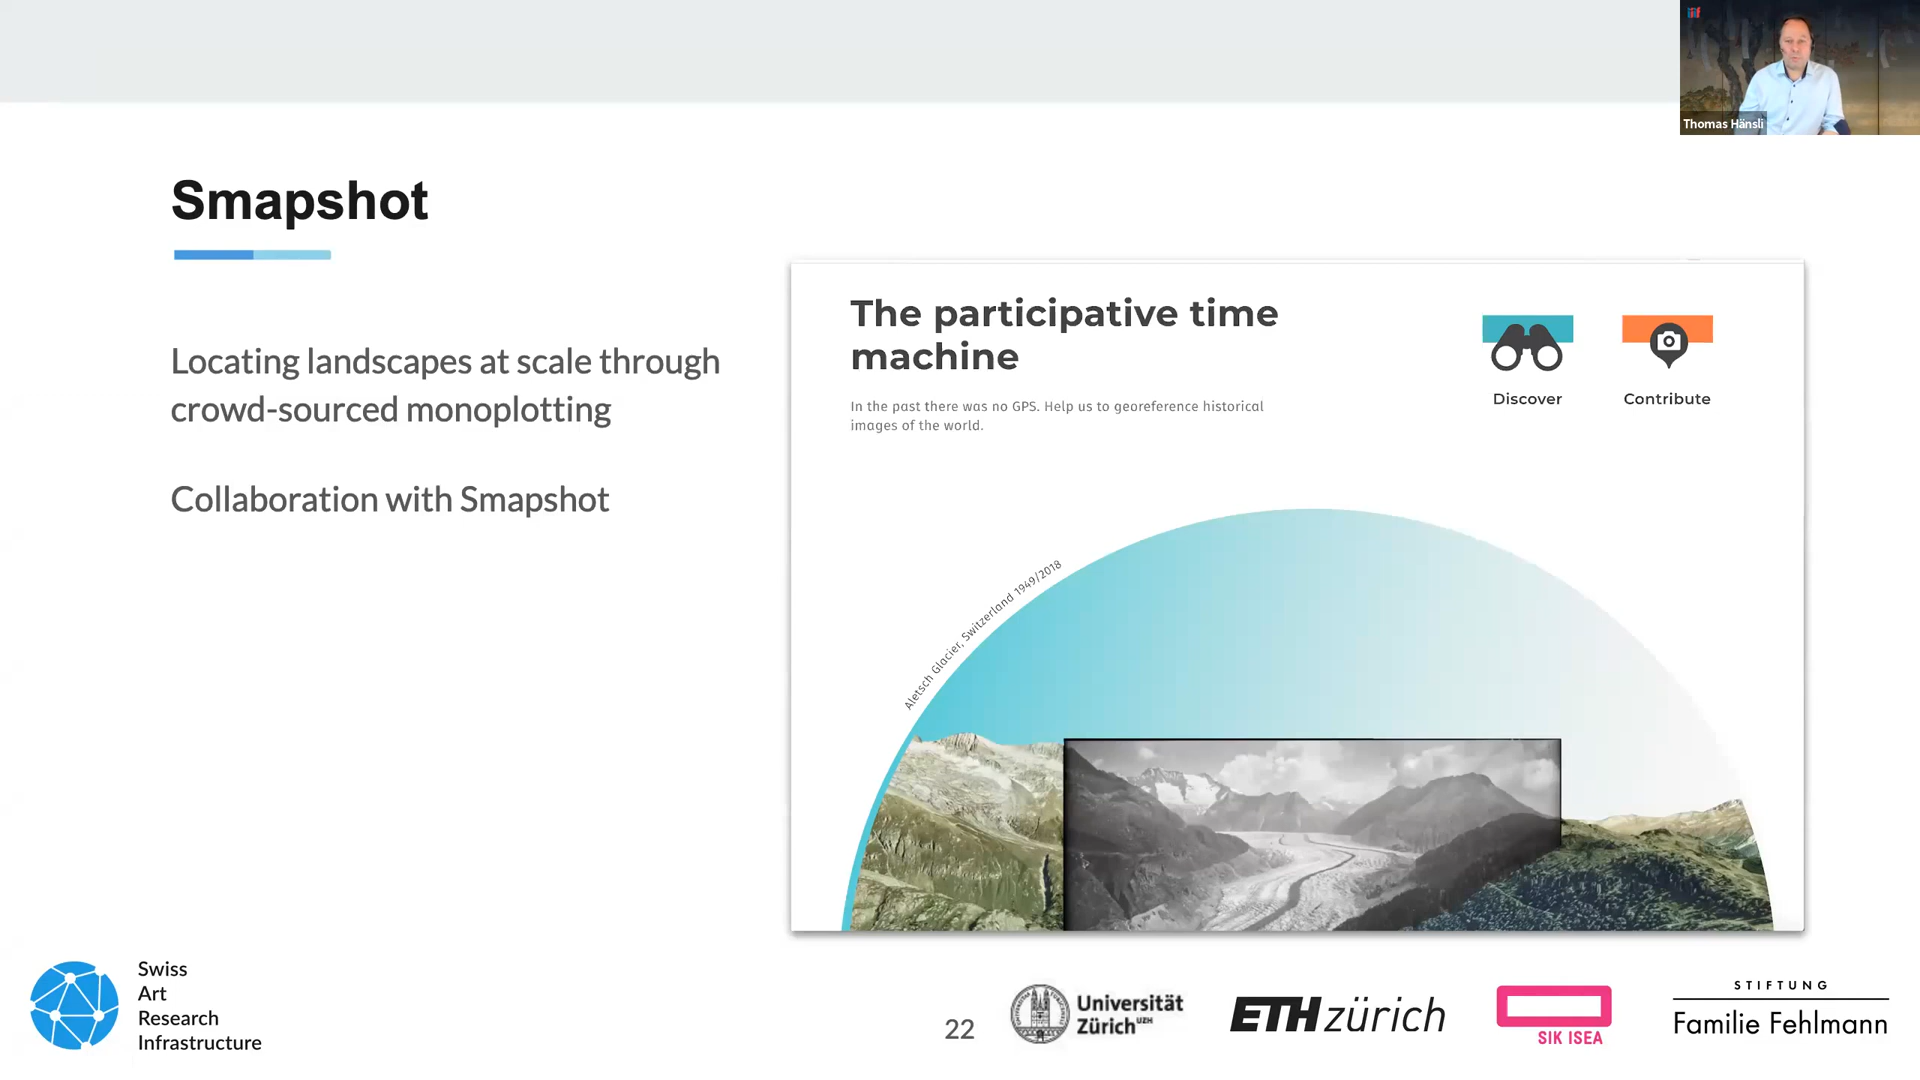 iiif
Thomas Hänsli
Smapshot
Locating landscapes at scale through
crowd-sourced monoplotting
Collaboration with Smapshot
The participative time
machine
In the past there was no GPS. Help us to georeference historical
images of the world.
Discover
Contribute
Aletsch Glacier, Switzerland 1949/2018
Swiss
Art
Research
Infrastructure
22
Universität
Zürich UZH
ETH zürich
SIK ISEA
STIFTUNG
Familie Fehlmann